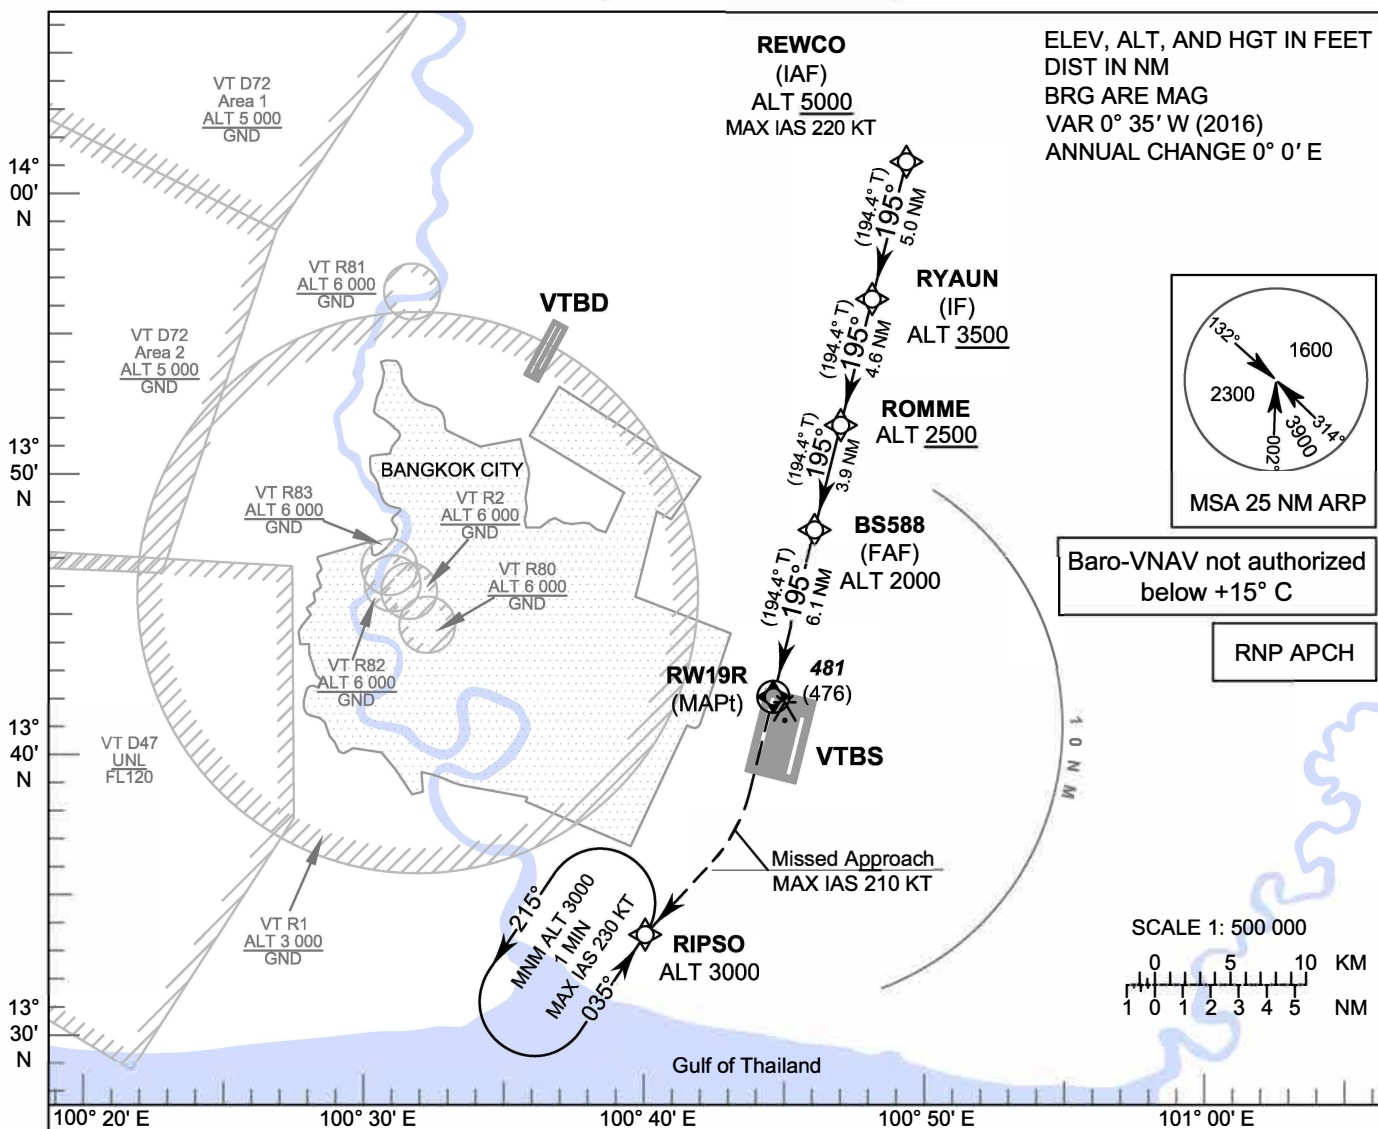 REWCO
(IAF)
ALT 5000
MAX IAS 220 KT
ELEV, ALT, AND HGT IN FEET
DIST IN NM
BRG ARE MAG
VAR 0° 35′ W (2016)
ANNUAL CHANGE 0° 0′ E
VT D72
Area 1
ALT 5 000
GND
14°
00′
N
(194.4° T)
195°
5.0 NM
VT R81
ALT 6 000
GND
VTBD
RYAUN
(IF)
ALT 3500
VT D72
Area 2
ALT 5 000
GND
(194.4° T)
195°
4.6 NM
132°
1600
2300
314°
3900
002°
MSA 25 NM ARP
ROMME
ALT 2500
13°
50′
N
BANGKOK CITY
(194.4° T)
195°
3.9 NM
VT R83
ALT 6 000
GND
VT R2
ALT 6 000
GND
BS588
(FAF)
ALT 2000
Baro-VNAV not authorized
below +15° C
VT R80
ALT 6 000
GND
(194.4° T)
195°
6.1 NM
RNP APCH
VT R82
ALT 6 000
GND
RW19R
(MAPt)
481
(476)
VTBS
10 NM
13°
40′
N
VT D47
UNL
FL120
Missed Approach
MAX IAS 210 KT
VT R1
ALT 3 000
GND
215°
MNM ALT 3000
1 MIN
MAX IAS 230 KT
035°
RIPSO
ALT 3000
SCALE 1: 500 000
0 5 10 KM
1 0 1 2 3 4 5 NM
13°
30′
N
Gulf of Thailand
100° 20′ E 100° 30′ E 100° 40′ E 100° 50′ E 101° 00′ E